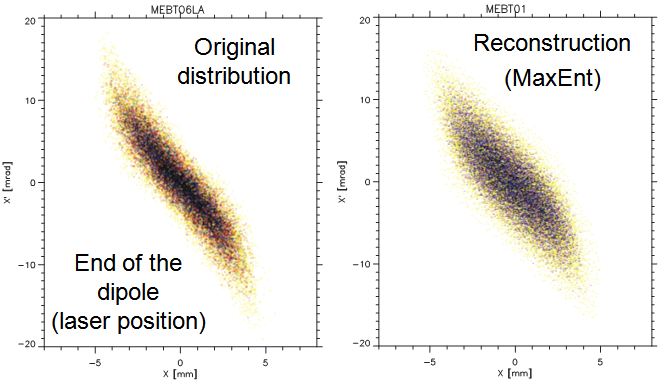 MEBT06LA
Original
distribution
End of the
dipole
(laser position)
20
10
0
-10
-20
X' [mrad]
-5
0
5
X [mm]
MEBT01
Reconstruction
(MaxEnt)
20
10
0
-10
-20
X' [mrad]
-5
0
5
X [mm]